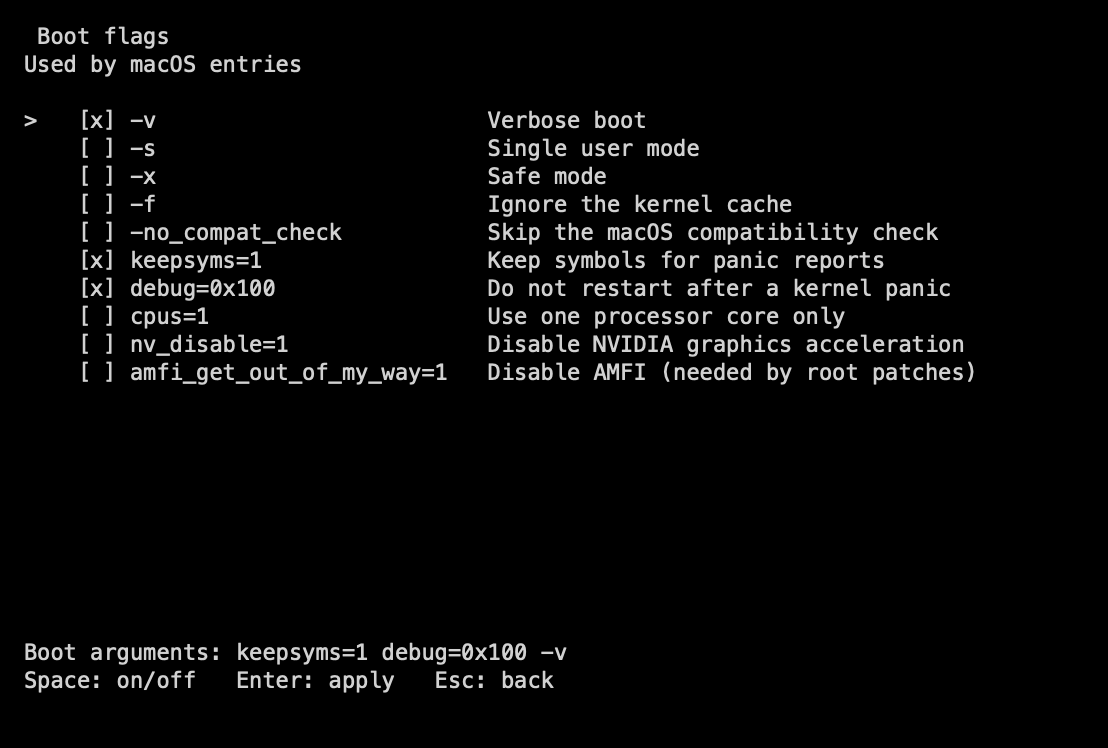 Boot flags
Used by macOS entries
> [x] -v Verbose boot
[ ] -s Single user mode
[ ] -x Safe mode
[ ] -f Ignore the kernel cache
[ ] -no_compat_check Skip the macOS compatibility check
[x] keepsyms=1 Keep symbols for panic reports
[x] debug=0x100 Do not restart after a kernel panic
[ ] cpus=1 Use one processor core only
[ ] nv_disable=1 Disable NVIDIA graphics acceleration
[ ] amfi_get_out_of_my_way=1 Disable AMFI (needed by root patches)
Boot arguments: keepsyms=1 debug=0x100 -v
Space: on/off Enter: apply Esc: back